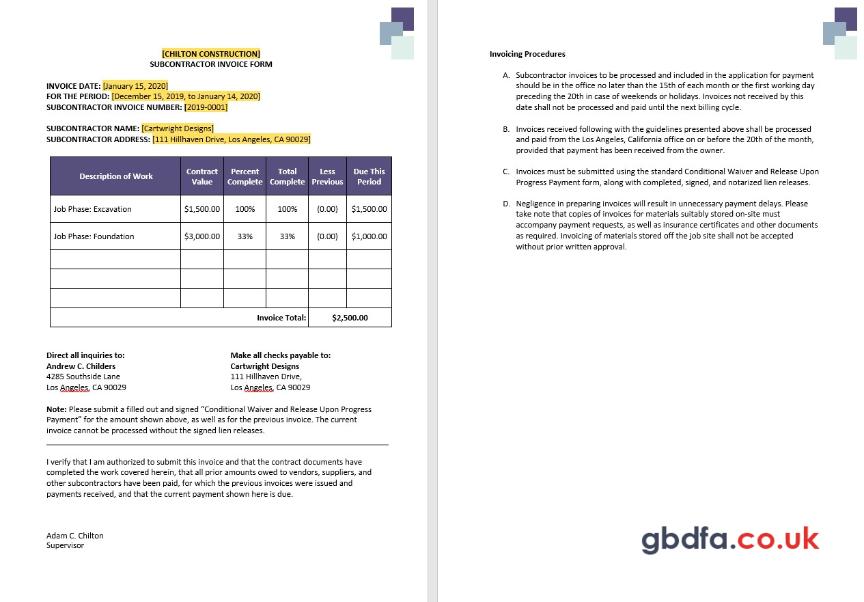 [CHILTON CONSTRUCTION]
SUBCONTRACTOR INVOICE FORM
INVOICE DATE: [January 15, 2020]
FOR THE PERIOD: [December 15, 2019, to January 14, 2020]
SUBCONTRACTOR INVOICE NUMBER: [2019-0001]
SUBCONTRACTOR NAME: [Cartwright Designs]
SUBCONTRACTOR ADDRESS: [111 Hillhaven Drive, Los Angeles, CA 90029]
Description of Work Contract Value Percent Complete Total Complete Less Previous Due This Period
Job Phase: Excavation $1,500.00 100% 100% (0.00) $1,500.00
Job Phase: Foundation $3,000.00 33% 33% (0.00) $1,000.00
Invoice Total: $2,500.00
Direct all inquiries to:
Andrew C. Childers
4285 Southside Lane
Los Angeles, CA 90029
Make all checks payable to:
Cartwright Designs
111 Hillhaven Drive,
Los Angeles, CA 90029
Note: Please submit a filled out and signed “Conditional Waiver and Release Upon Progress
Payment” for the amount shown above, as well as for the previous invoice. The current
invoice cannot be processed without the signed lien releases.
I verify that I am authorized to submit this invoice and that the contract documents have
completed the work covered herein, that all prior amounts owed to vendors, suppliers, and
other subcontractors have been paid, for which the previous invoices were issued and
payments received, and that the current payment shown here is due.
Adam C. Chilton
Supervisor
Invoicing Procedures
A. Subcontractor invoices to be processed and included in the application for payment
should be in the office no later than the 15th of each month or the first working day
preceding the 20th in case of weekends or holidays. Invoices not received by this
date shall not be processed and paid until the next billing cycle.
B. Invoices received following with the guidelines presented above shall be processed
and paid from the Los Angeles, California office on or before the 20th of the month,
provided that payment has been received from the owner.
C. Invoices must be submitted using the standard Conditional Waiver and Release Upon
Progress Payment form, along with completed, signed, and notarized lien releases.
D. Negligence in preparing invoices will result in unnecessary payment delays. Please
take note that copies of invoices for materials suitably stored on-site must
accompany payment requests, as well as insurance certificates and other documents
as required. Invoicing of materials stored off the job site shall not be accepted
without prior written approval.
gbdfa.co.uk